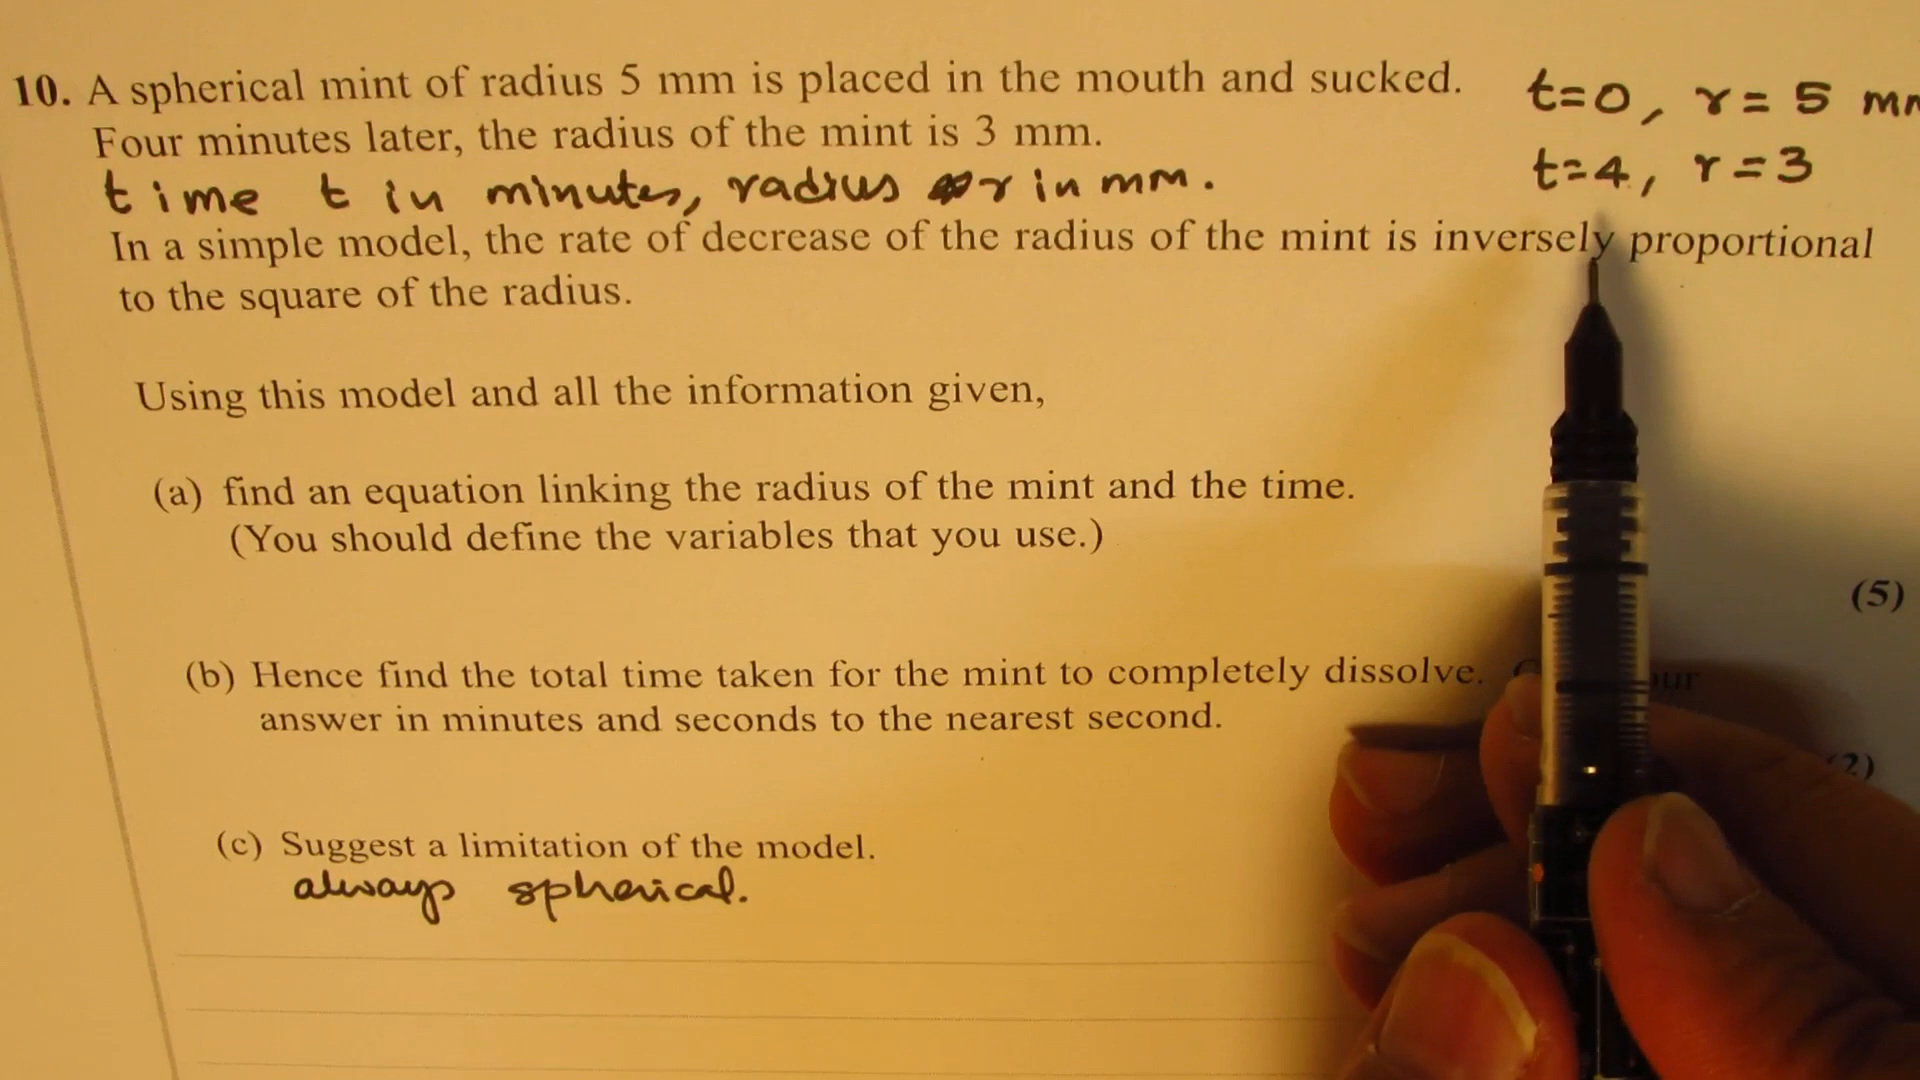 10. A spherical mint of radius 5 mm is placed in the mouth and sucked.
Four minutes later, the radius of the mint is 3 mm.
t=0, r = 5
t=4, r = 3
time t in minutes, radius r in mm.
In a simple model, the rate of decrease of the radius of the mint is inversely proportional
to the square of the radius.
Using this model and all the information given,
(a) find an equation linking the radius of the mint and the time.
(You should define the variables that you use.)
(5)
(b) Hence find the total time taken for the mint to completely dissolve.
answer in minutes and seconds to the nearest second.
(2)
(c) Suggest a limitation of the model.
always spherical.